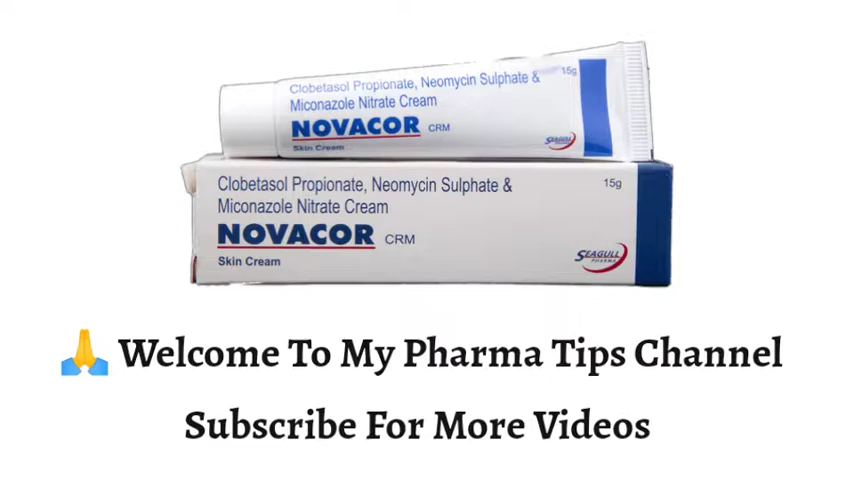 Clobetasol Propionate, Neomycin Sulphate &
Miconazole Nitrate Cream
15g
NOVACOR CRM
Skin Cream
SEAGULL
Clobetasol Propionate, Neomycin Sulphate &
Miconazole Nitrate Cream
15g
NOVACOR CRM
Skin Cream
SEAGULL
PHARMA
🙏 Welcome To My Pharma Tips Channel
Subscribe For More Videos